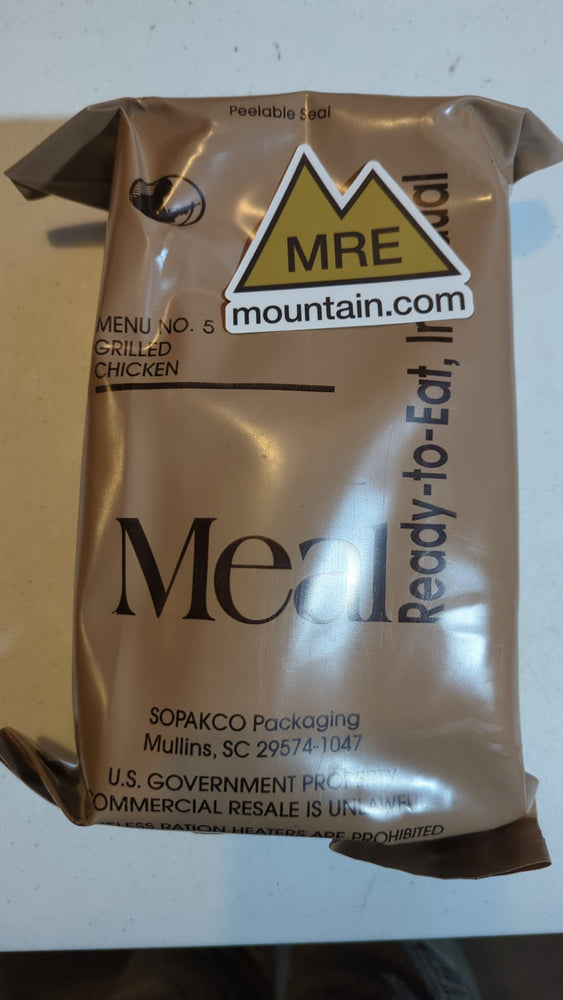 Peelable Seal
MRE
mountain.com
MENU NO. 5
GRILLED
CHICKEN
Meal
Ready-to-Eat,
SOPAKCO Packaging
Mullins, SC 29574-1047
U.S. GOVERNMENT
COMMERCIAL RESALE IS
RATION HEATERS ARE PROHIBITED